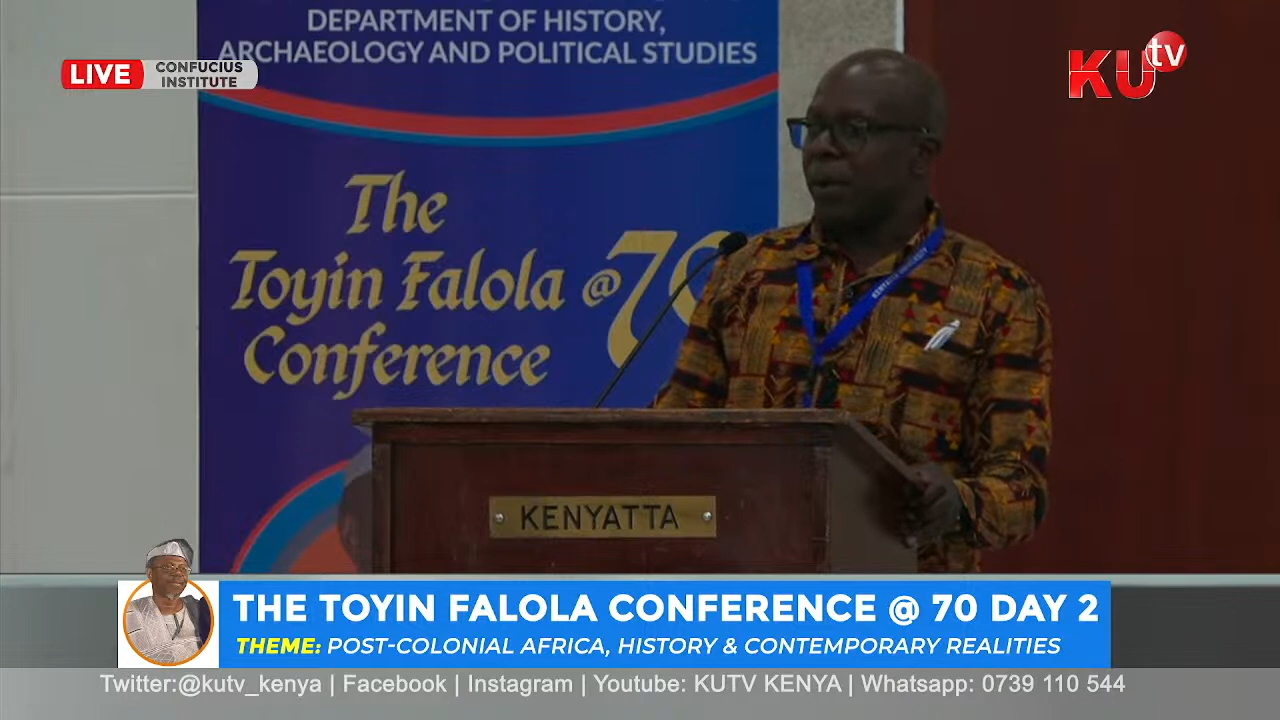 DEPARTMENT OF HISTORY,
ARCHAEOLOGY AND POLITICAL STUDIES
LIVE
CONFUCIUS
INSTITUTE
KUtv
The
Toyin Falola @70
Conference
KENYATTA
THE TOYIN FALOLA CONFERENCE @ 70 DAY 2
THEME: POST-COLONIAL AFRICA, HISTORY & CONTEMPORARY REALITIES
Twitter:@kutv_kenya | Facebook | Instagram | Youtube: KUTV KENYA | Whatsapp: 0739 110 544